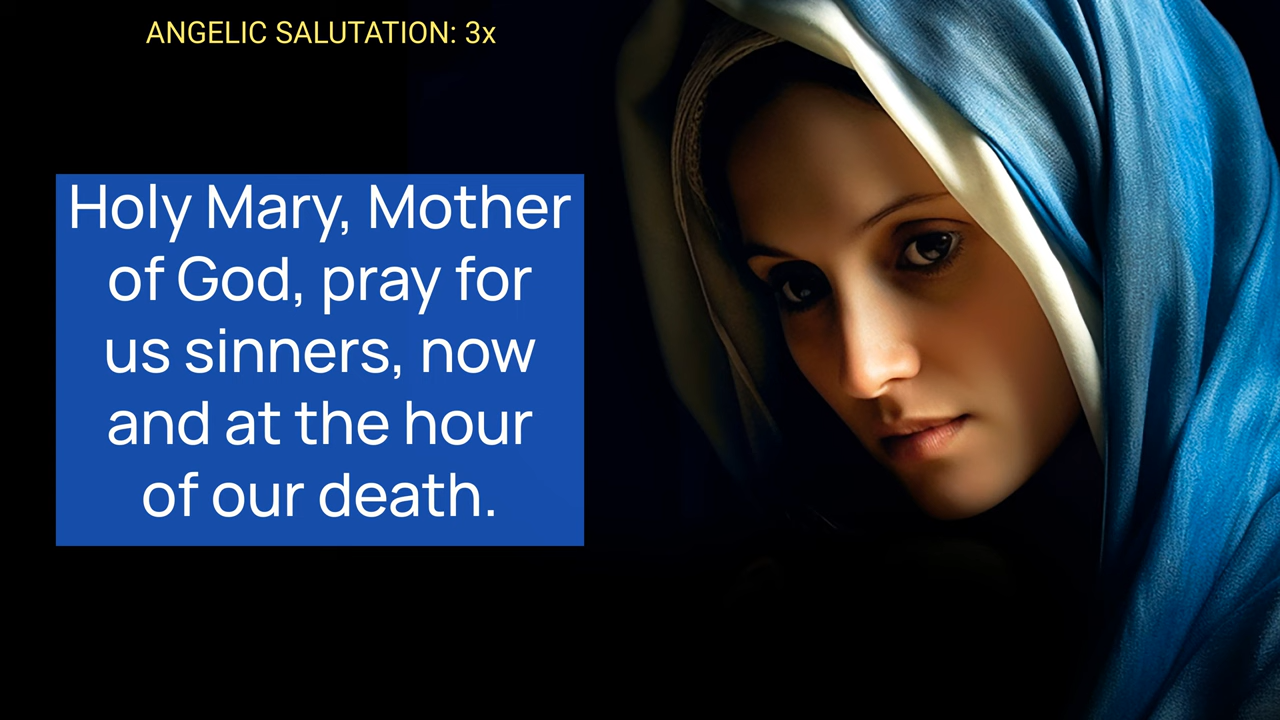 ANGELIC SALUTATION: 3x
Holy Mary, Mother
of God, pray for
us sinners, now
and at the hour
of our death.